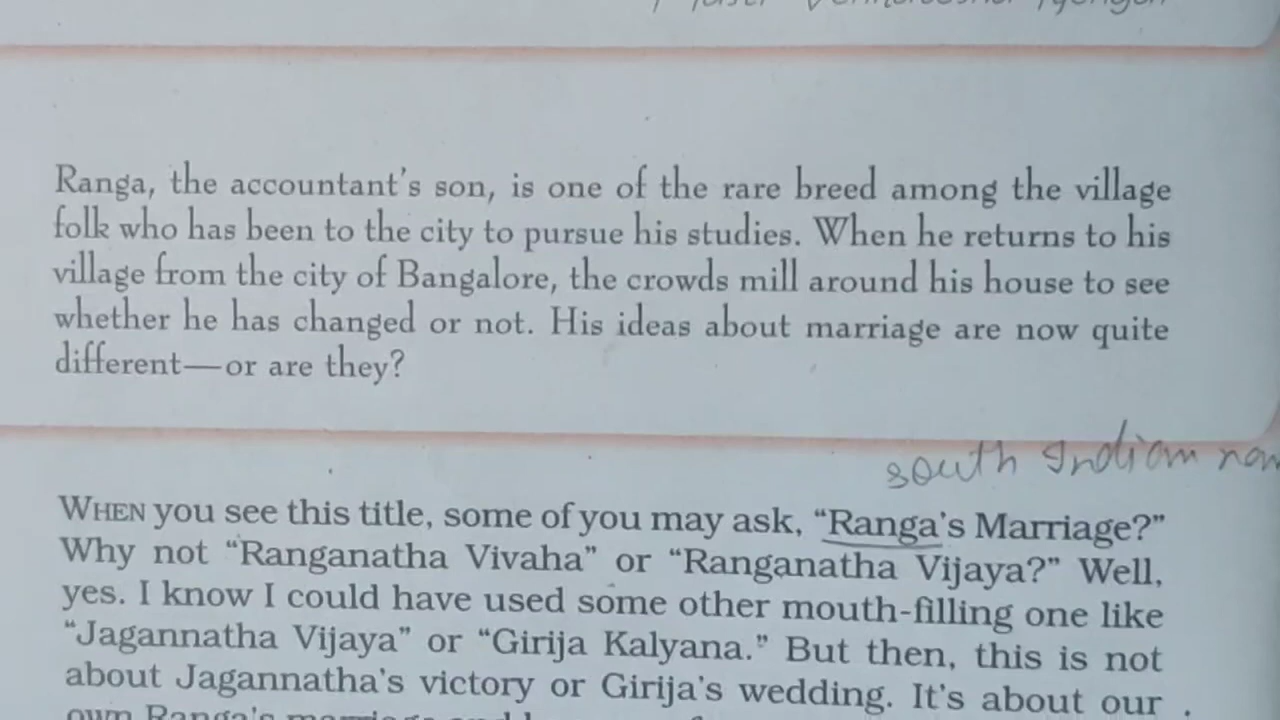 Ranga, the accountant's son, is one of the rare breed among the village
folk who has been to the city to pursue his studies. When he returns to his
village from the city of Bangalore, the crowds mill around his house to see
whether he has changed or not. His ideas about marriage are now quite
different—or are they?
south Indian
WHEN you see this title, some of you may ask, “Ranga's Marriage?”
Why not “Ranganatha Vivaha” or “Ranganatha Vijaya?” Well,
yes. I know I could have used some other mouth-filling one like
“Jagannatha Vijaya” or “Girija Kalyana.” But then, this is not
about Jagannatha's victory or Girija's wedding. It's about our
own Ranga's